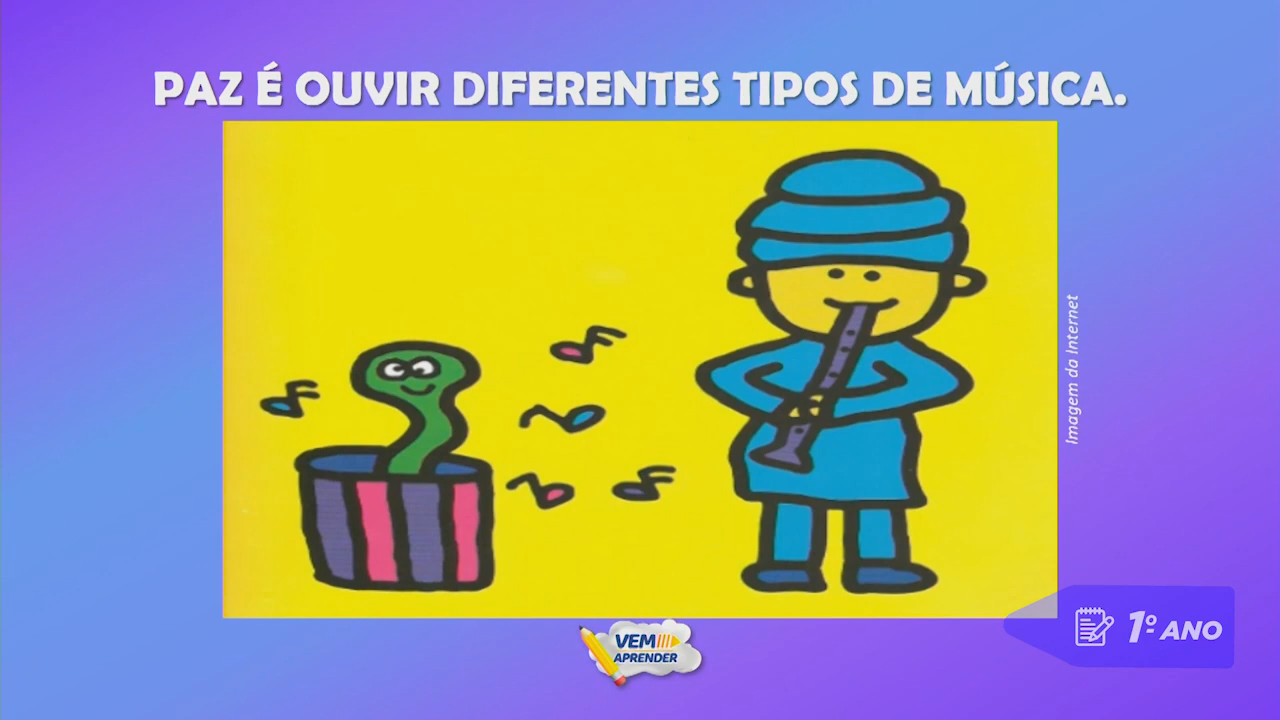 PAZ É OUVIR DIFERENTES TIPOS DE MÚSICA.
Imagem da Internet
VEM
APRENDER
1º ANO